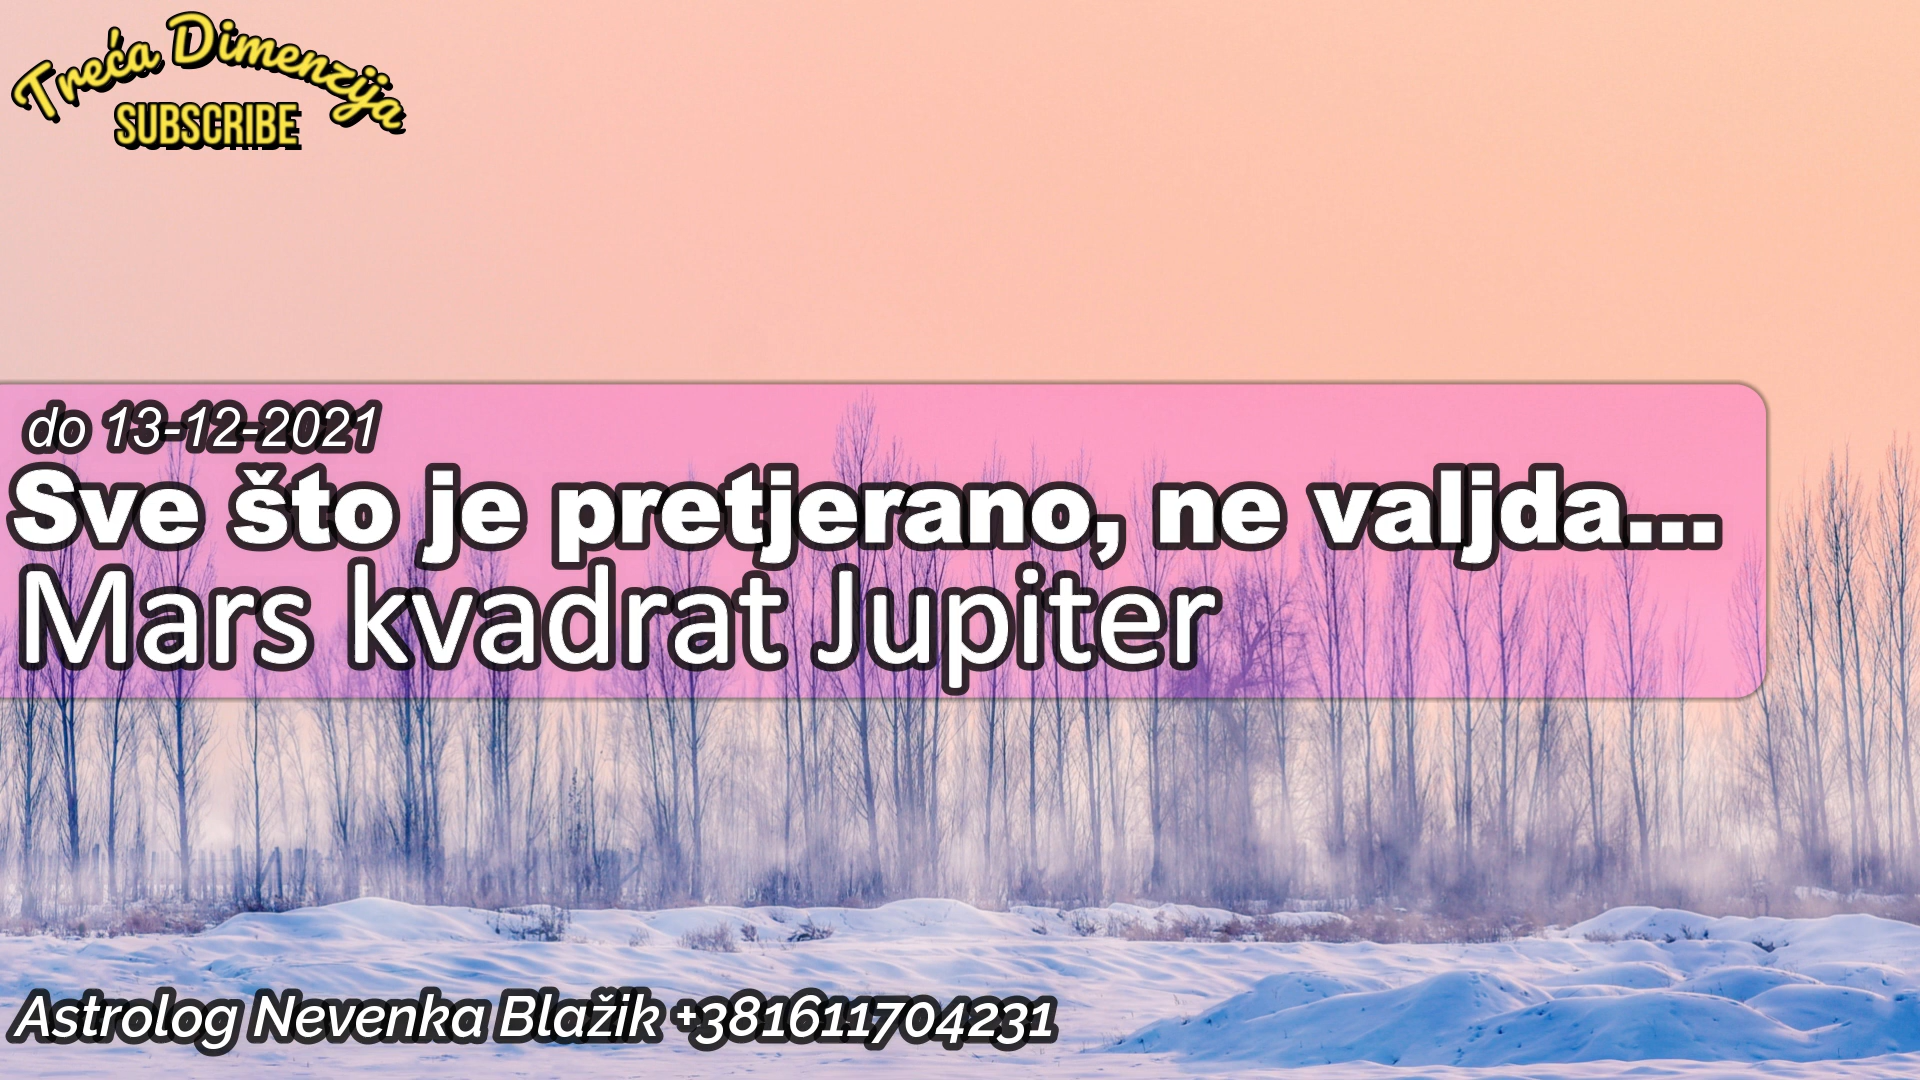 Treća Dimenzija
SUBSCRIBE
do 13-12-2021
Sve što je pretjerano, ne valjda...
Mars kvadrat Jupiter
Astrolog Nevenka Blažik +381611704231